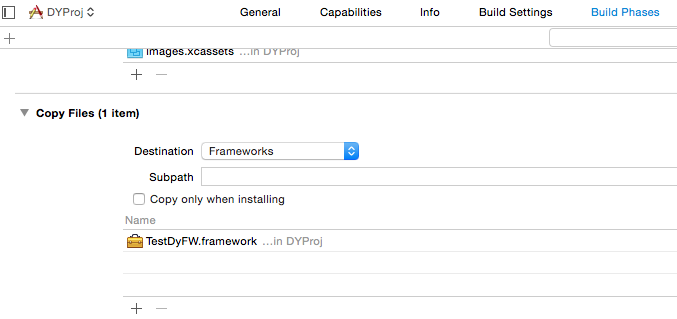 DYProj General Capabilities Info Build Settings Build Phases
Images.xcassets ...in DYProj
Copy Files (1 item)
Destination Frameworks
Subpath
Copy only when installing
Name
TestDyFW.framework ...in DYProj